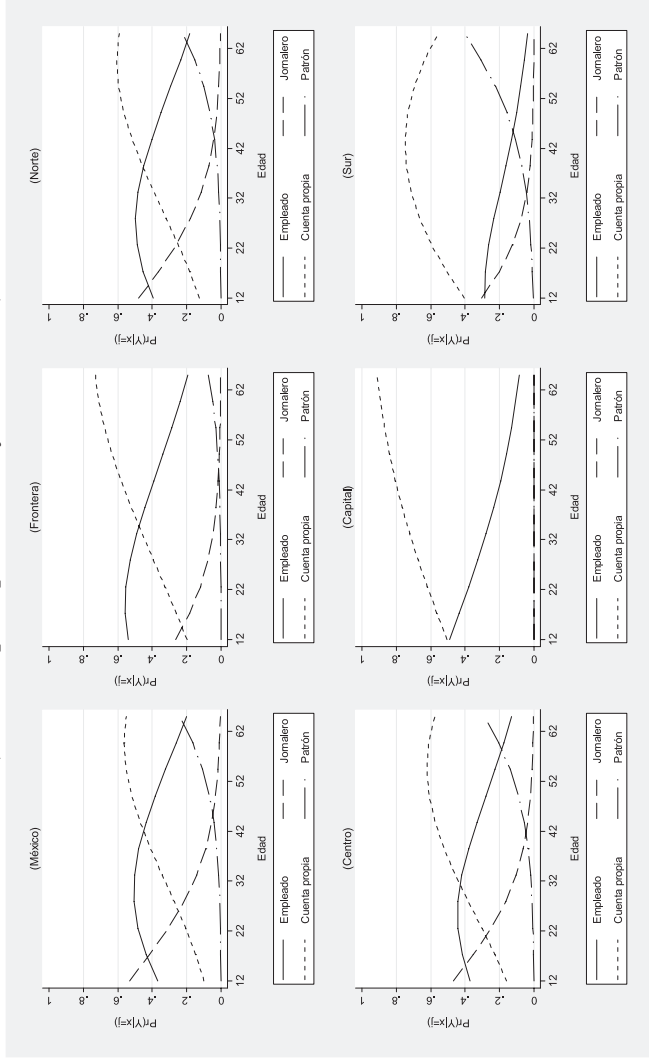 (México)
Pr(Y|x=j)
1
.8
.6
.4
.2
0
12 22 32 42 52 62
Edad
Empleado Jornalero
Cuenta propia Patrón
(Frontera)
Pr(Y|x=j)
1
.8
.6
.4
.2
0
12 22 32 42 52 62
Edad
Empleado Jornalero
Cuenta propia Patrón
(Norte)
Pr(Y|x=j)
1
.8
.6
.4
.2
0
12 22 32 42 52 62
Edad
Empleado Jornalero
Cuenta propia Patrón
(Centro)
Pr(Y|x=j)
1
.8
.6
.4
.2
0
12 22 32 42 52 62
Edad
Empleado Jornalero
Cuenta propia Patrón
(Capital)
Pr(Y|x=j)
1
.8
.6
.4
.2
0
12 22 32 42 52 62
Edad
Empleado Jornalero
Cuenta propia Patrón
(Sur)
Pr(Y|x=j)
1
.8
.6
.4
.2
0
12 22 32 42 52 62
Edad
Empleado Jornalero
Cuenta propia Patrón